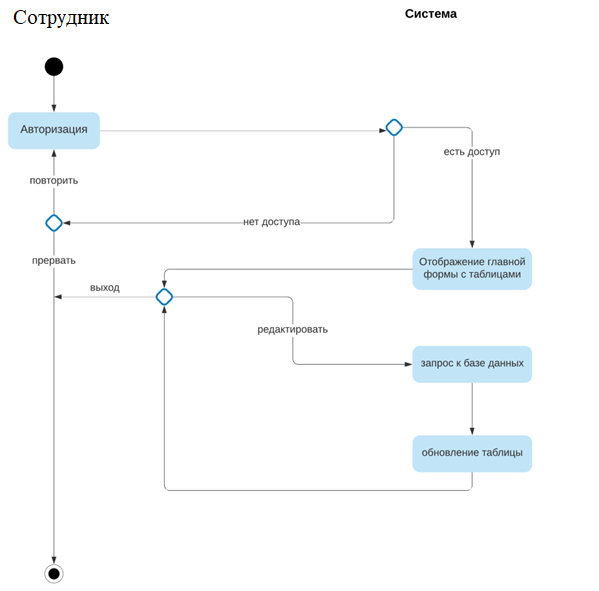 Сотрудник
Система
Авторизация
есть доступ
повторить
нет доступа
прервать
Отображение главной
формы с таблицами
выход
редактировать
запрос к базе данных
обновление таблицы